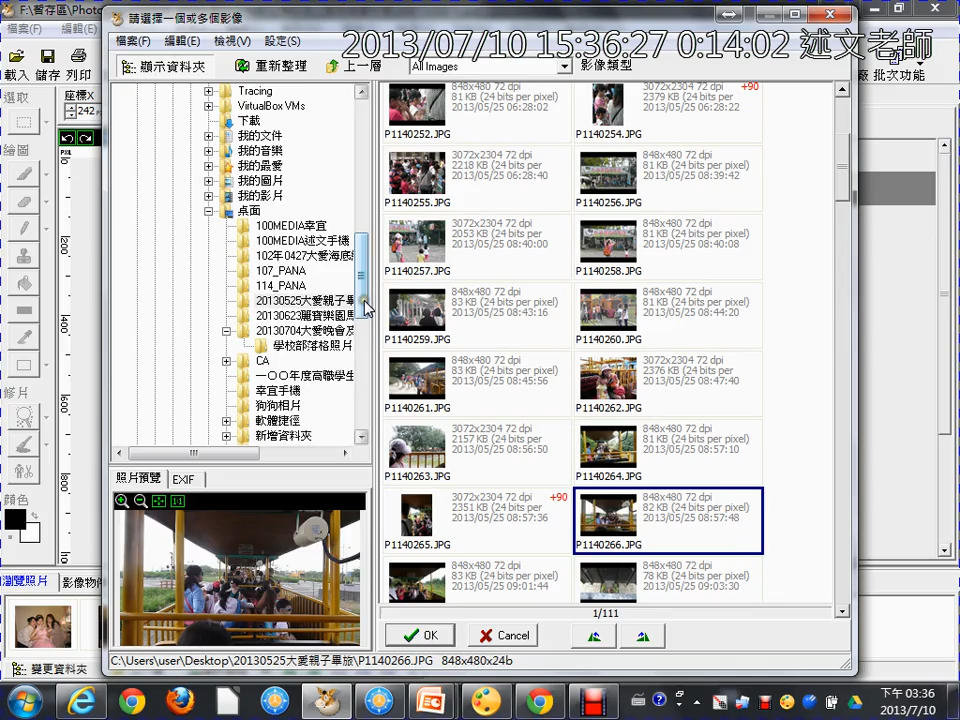 F:\暫存區\Photo
請選擇一個或多個影像
檔案(F) 編輯(E)
檔案(F) 編輯(E) 檢視(V) 設定(S)
2013/07/10 15:36:27 0:14:02 述文老師
載入 儲存 列印
顯示資料夾 重新整理 上一層 All Images 影像類型
批次功能
選取
座標X
242
繪圖
修片
顏色
Tracing
VirtualBox VMs
下載
我的文件
我的音樂
我的最愛
我的圖片
我的影片
桌面
100MEDIA幸宜
100MEDIA述文手機
102年0427大愛海底
107_PANA
114_PANA
20130525大愛親子畢
20130623麗寶樂園馬
20130704大愛晚會及
學校部落格照片
CA
一○○年度高職學生
幸宜手機
狗狗相片
軟體捷徑
新增資料夾
848x480 72 dpi
81 KB (24 bits per pixel)
2013/05/25 06:28:02
P1140252.JPG
3072x2304 72 dpi +90
2379 KB (24 bits per
2013/05/25 06:28:22
P1140254.JPG
3072x2304 72 dpi
2218 KB (24 bits per
2013/05/25 06:28:40
P1140255.JPG
848x480 72 dpi
81 KB (24 bits per pixel)
2013/05/25 08:39:42
P1140256.JPG
3072x2304 72 dpi
2053 KB (24 bits per
2013/05/25 08:40:00
P1140257.JPG
848x480 72 dpi
81 KB (24 bits per pixel)
2013/05/25 08:40:08
P1140258.JPG
848x480 72 dpi
83 KB (24 bits per pixel)
2013/05/25 08:43:16
P1140259.JPG
848x480 72 dpi
81 KB (24 bits per pixel)
2013/05/25 08:44:20
P1140260.JPG
848x480 72 dpi
83 KB (24 bits per pixel)
2013/05/25 08:45:56
P1140261.JPG
3072x2304 72 dpi
2376 KB (24 bits per
2013/05/25 08:47:40
P1140262.JPG
3072x2304 72 dpi
2157 KB (24 bits per
2013/05/25 08:56:50
P1140263.JPG
848x480 72 dpi
81 KB (24 bits per pixel)
2013/05/25 08:57:10
P1140264.JPG
3072x2304 72 dpi +90
2351 KB (24 bits per
2013/05/25 08:57:36
P1140265.JPG
848x480 72 dpi
82 KB (24 bits per pixel)
2013/05/25 08:57:48
P1140266.JPG
848x480 72 dpi
83 KB (24 bits per pixel)
2013/05/25 09:01:44
848x480 72 dpi
78 KB (24 bits per pixel)
2013/05/25 09:03:30
照片預覽 EXIF
1/111
OK Cancel
C:\Users\user\Desktop\20130525大愛親子畢旅\P1140266.JPG 848x480x24b
瀏覽照片 影像物件
變更資料夾
下午 03:36
2013/7/10